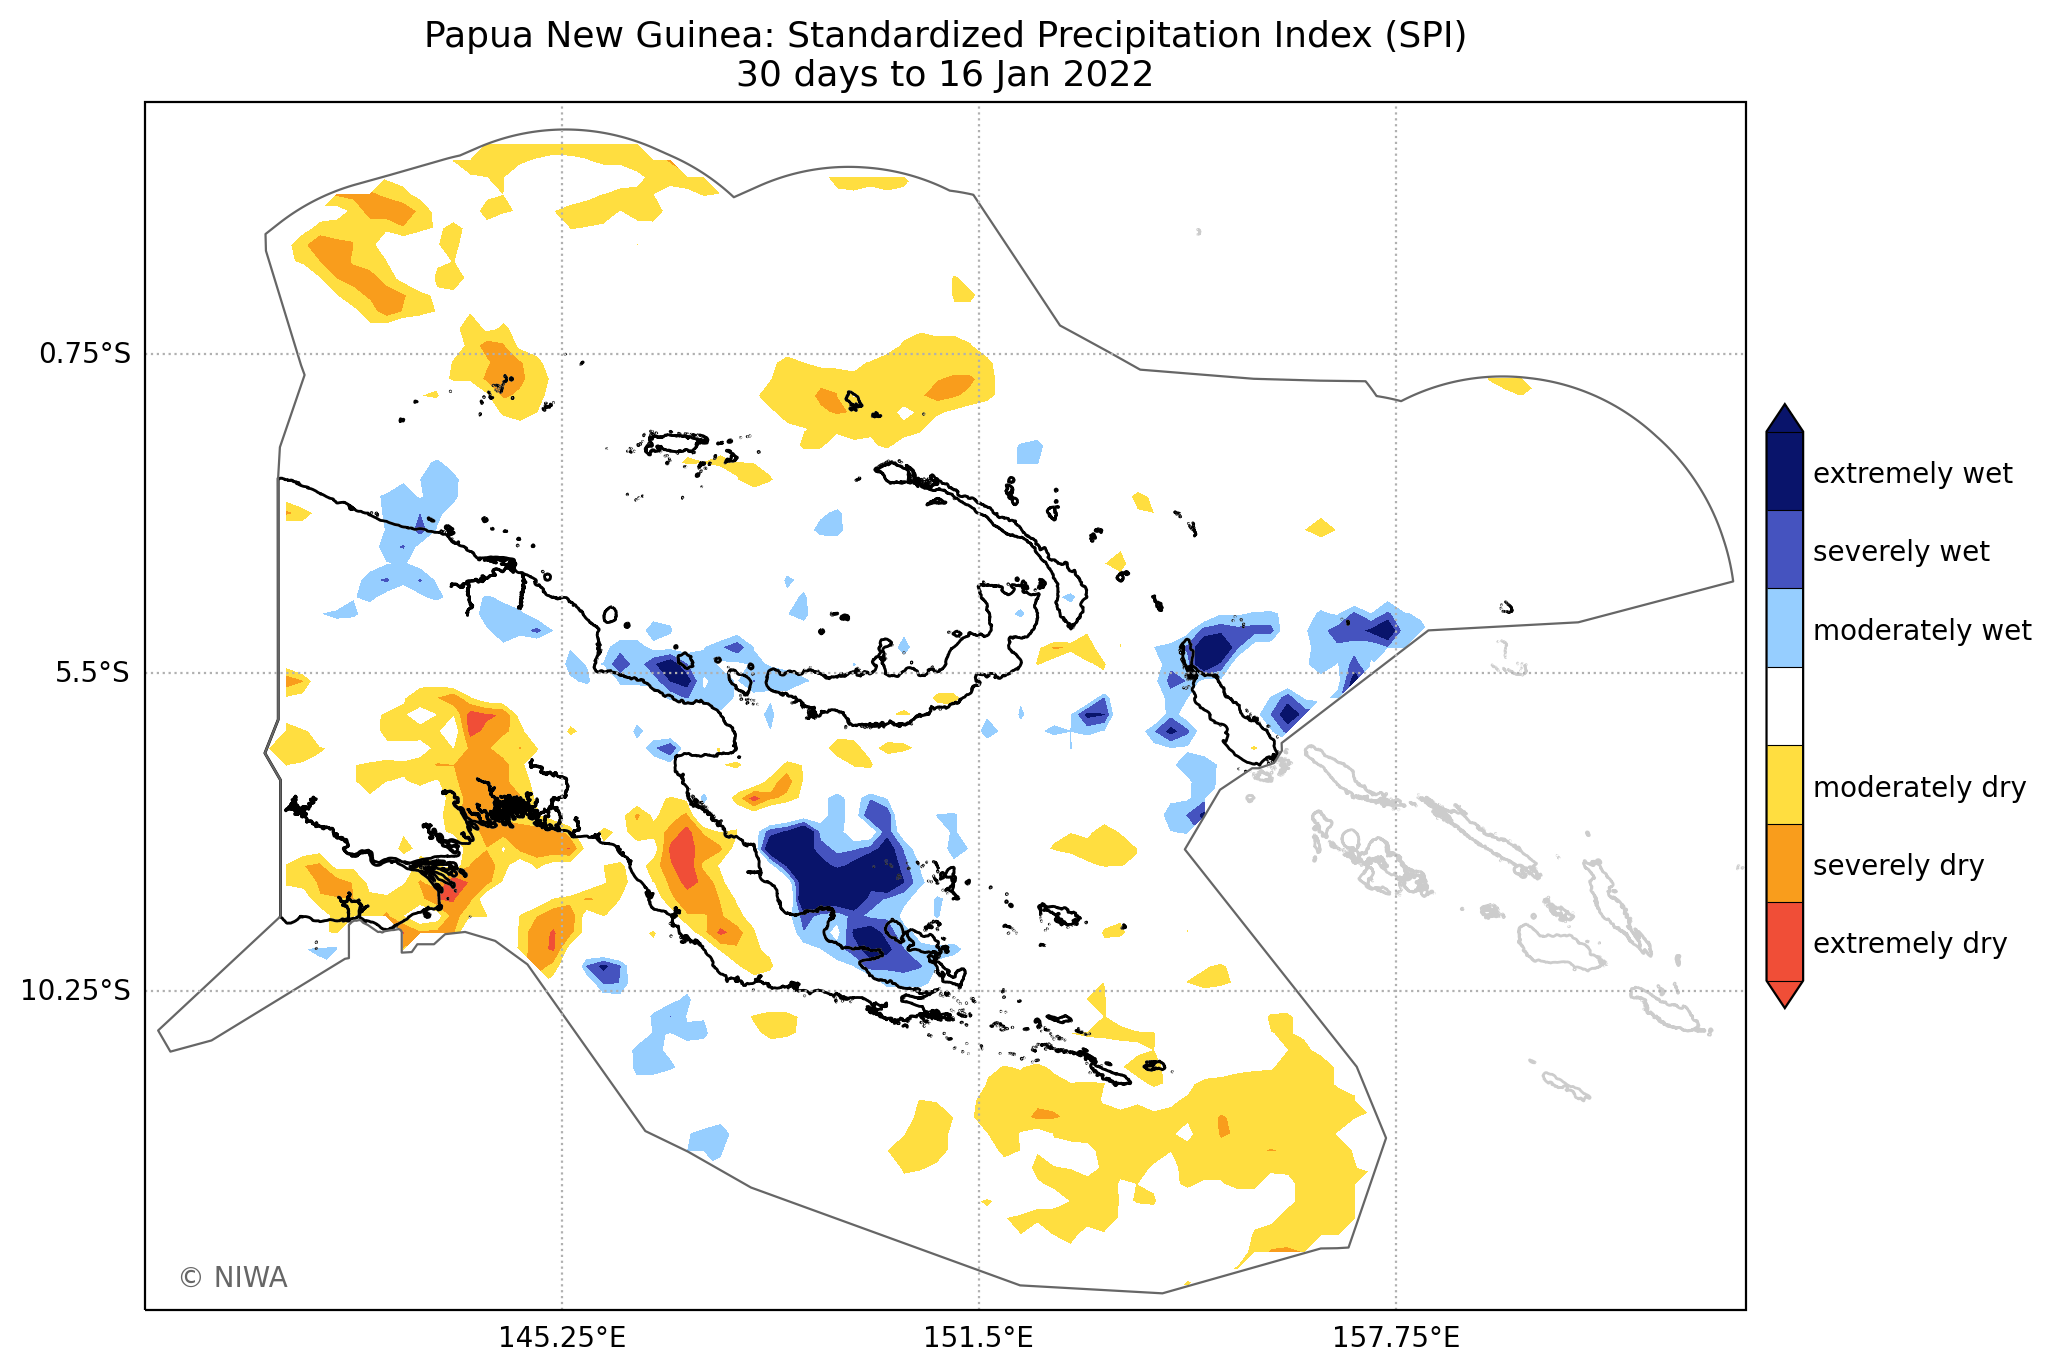 Papua New Guinea: Standardized Precipitation Index (SPI)
30 days to 16 Jan 2022
0.75°S
5.5°S
10.25°S
145.25°E
151.5°E
157.75°E
extremely wet
severely wet
moderately wet
moderately dry
severely dry
extremely dry
© NIWA